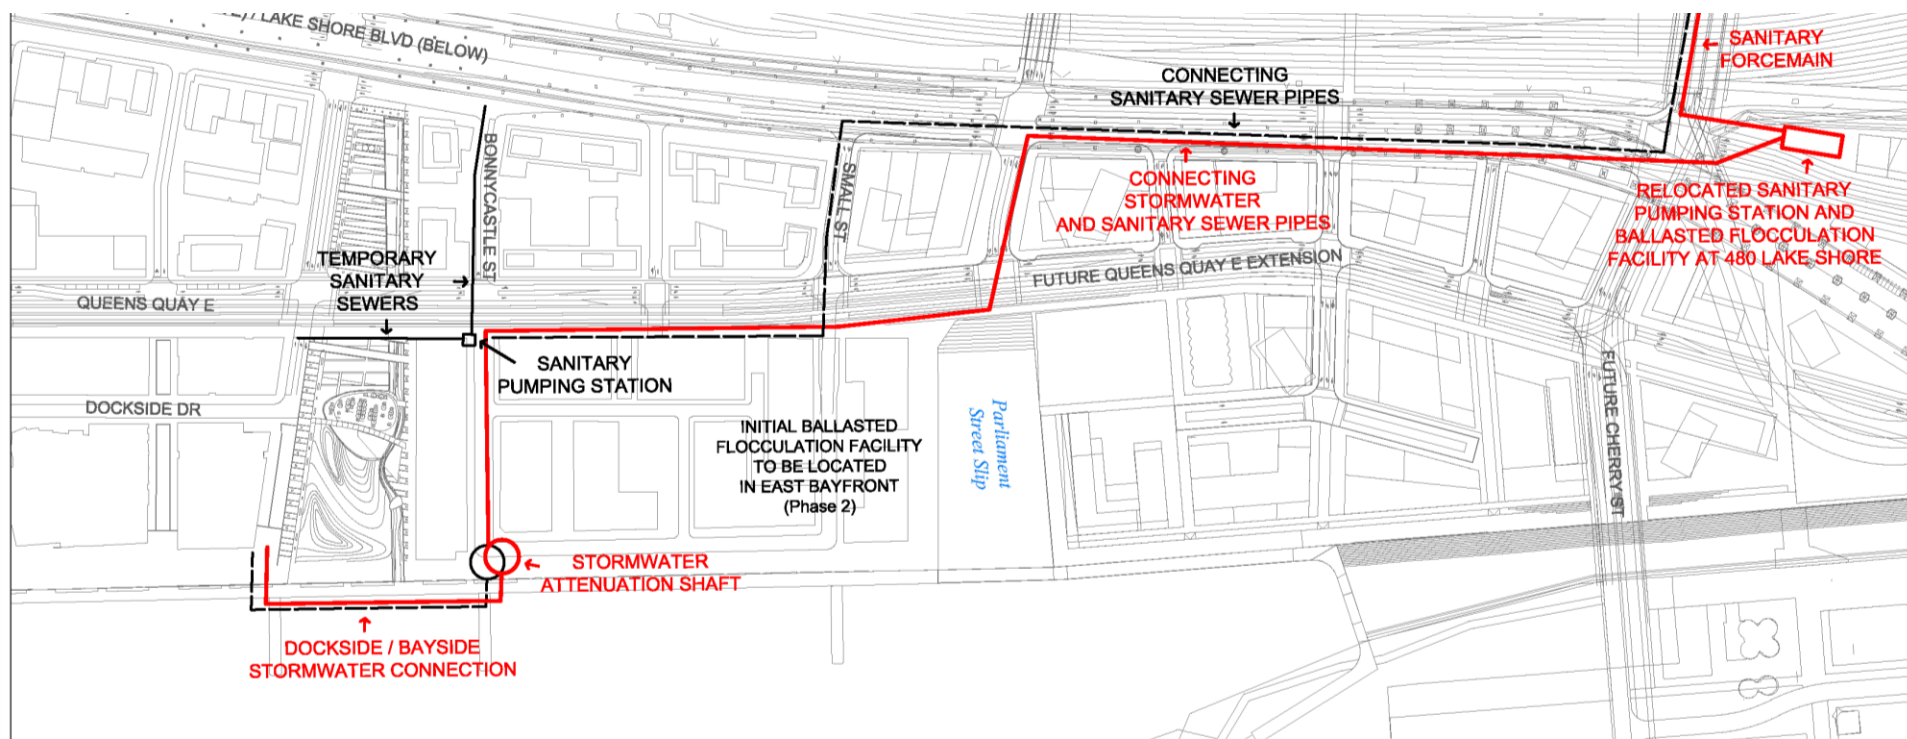 / LAKE SHORE BLVD (BELOW)
SANITARY
FORCEMAIN
CONNECTING
SANITARY SEWER PIPES
BONNYCASTLE ST
SMALL ST
CONNECTING
STORMWATER
AND SANITARY SEWER PIPES
RELOCATED SANITARY
PUMPING STATION AND
BALLASTED FLOCCULATION
FACILITY AT 480 LAKE SHORE
TEMPORARY
SANITARY
SEWERS
QUEENS QUAY E
FUTURE QUEENS QUAY E EXTENSION
SANITARY
PUMPING STATION
DOCKSIDE DR
INITIAL BALLASTED
FLOCCULATION FACILITY
TO BE LOCATED
IN EAST BAYFRONT
(Phase 2)
Parliament
Street Slip
FUTURE CHERRY ST
STORMWATER
ATTENUATION SHAFT
DOCKSIDE / BAYSIDE
STORMWATER CONNECTION